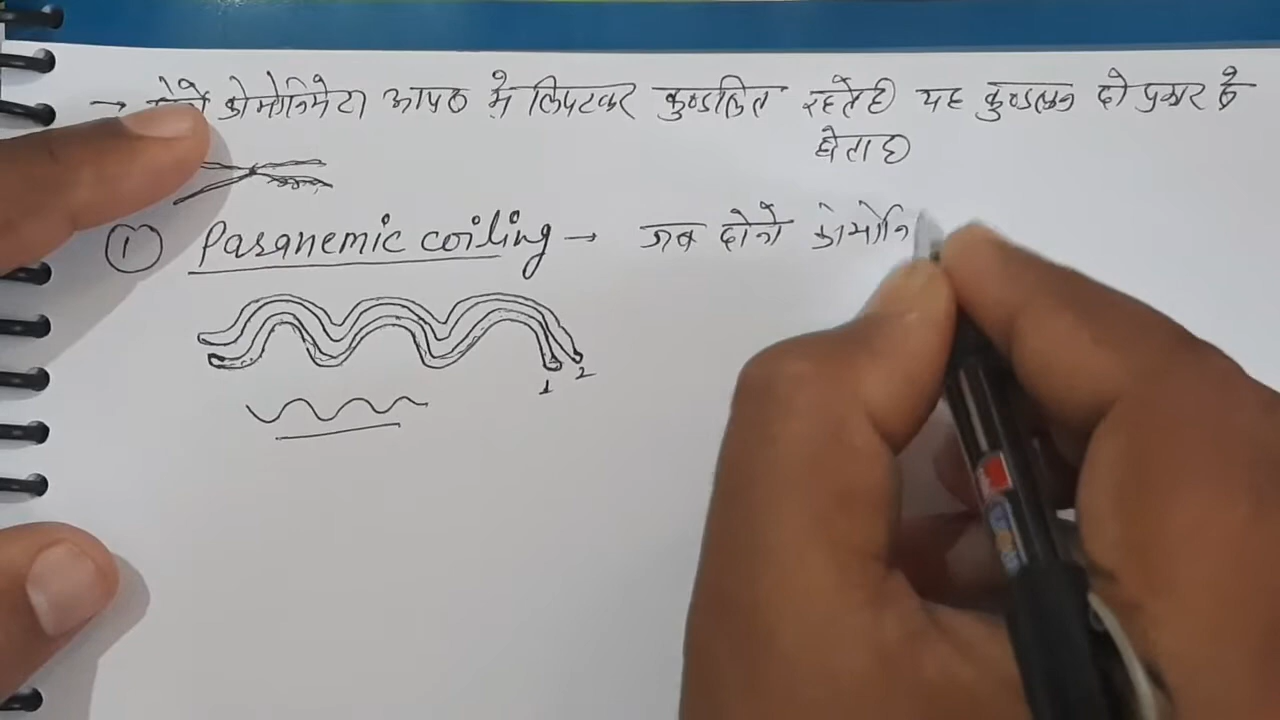 → दोनों क्रोमोनिमेटा आपस में लिपटकर कुण्डलित रहते है यह कुण्डलन दो प्रकार के
होता है
① Paranemic coiling → जब दोनो क्रोमोनि
1 2